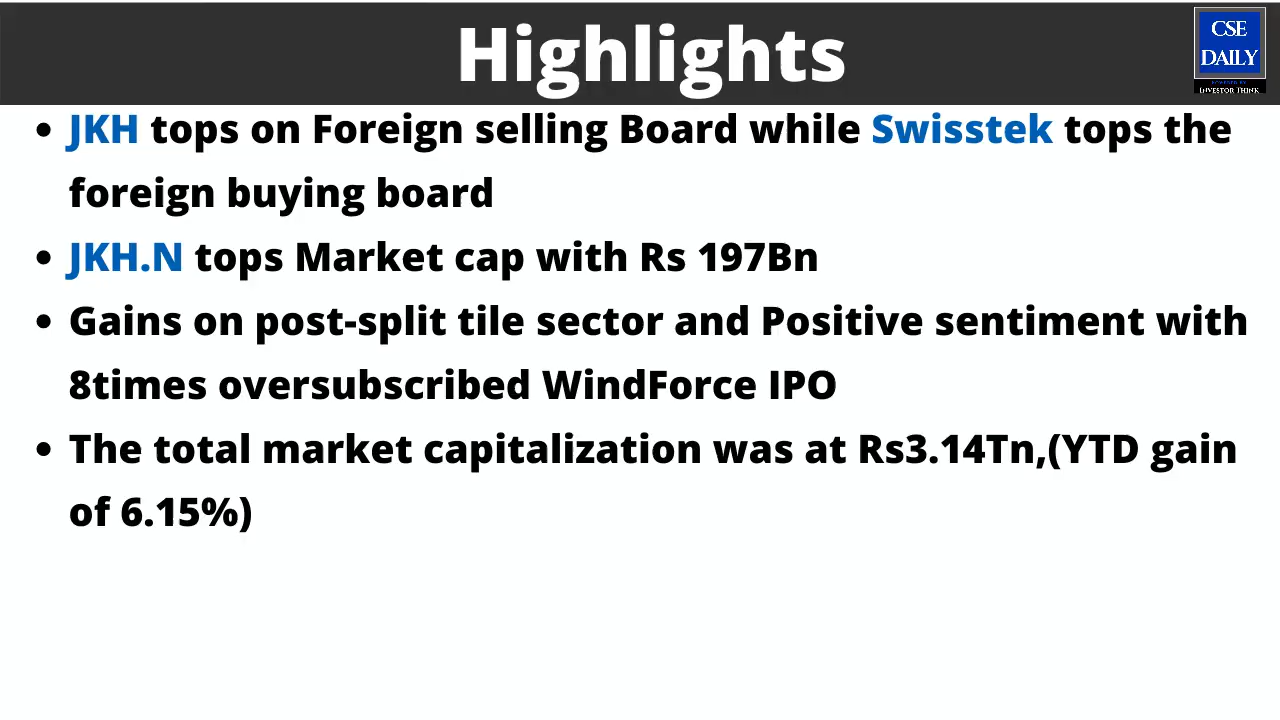 Highlights
CSE
DAILY
POWERED BY
INVESTOR THINK
• JKH tops on Foreign selling Board while Swisstek tops the
foreign buying board
• JKH.N tops Market cap with Rs 197Bn
• Gains on post-split tile sector and Positive sentiment with
8times oversubscribed WindForce IPO
• The total market capitalization was at Rs3.14Tn,(YTD gain
of 6.15%)